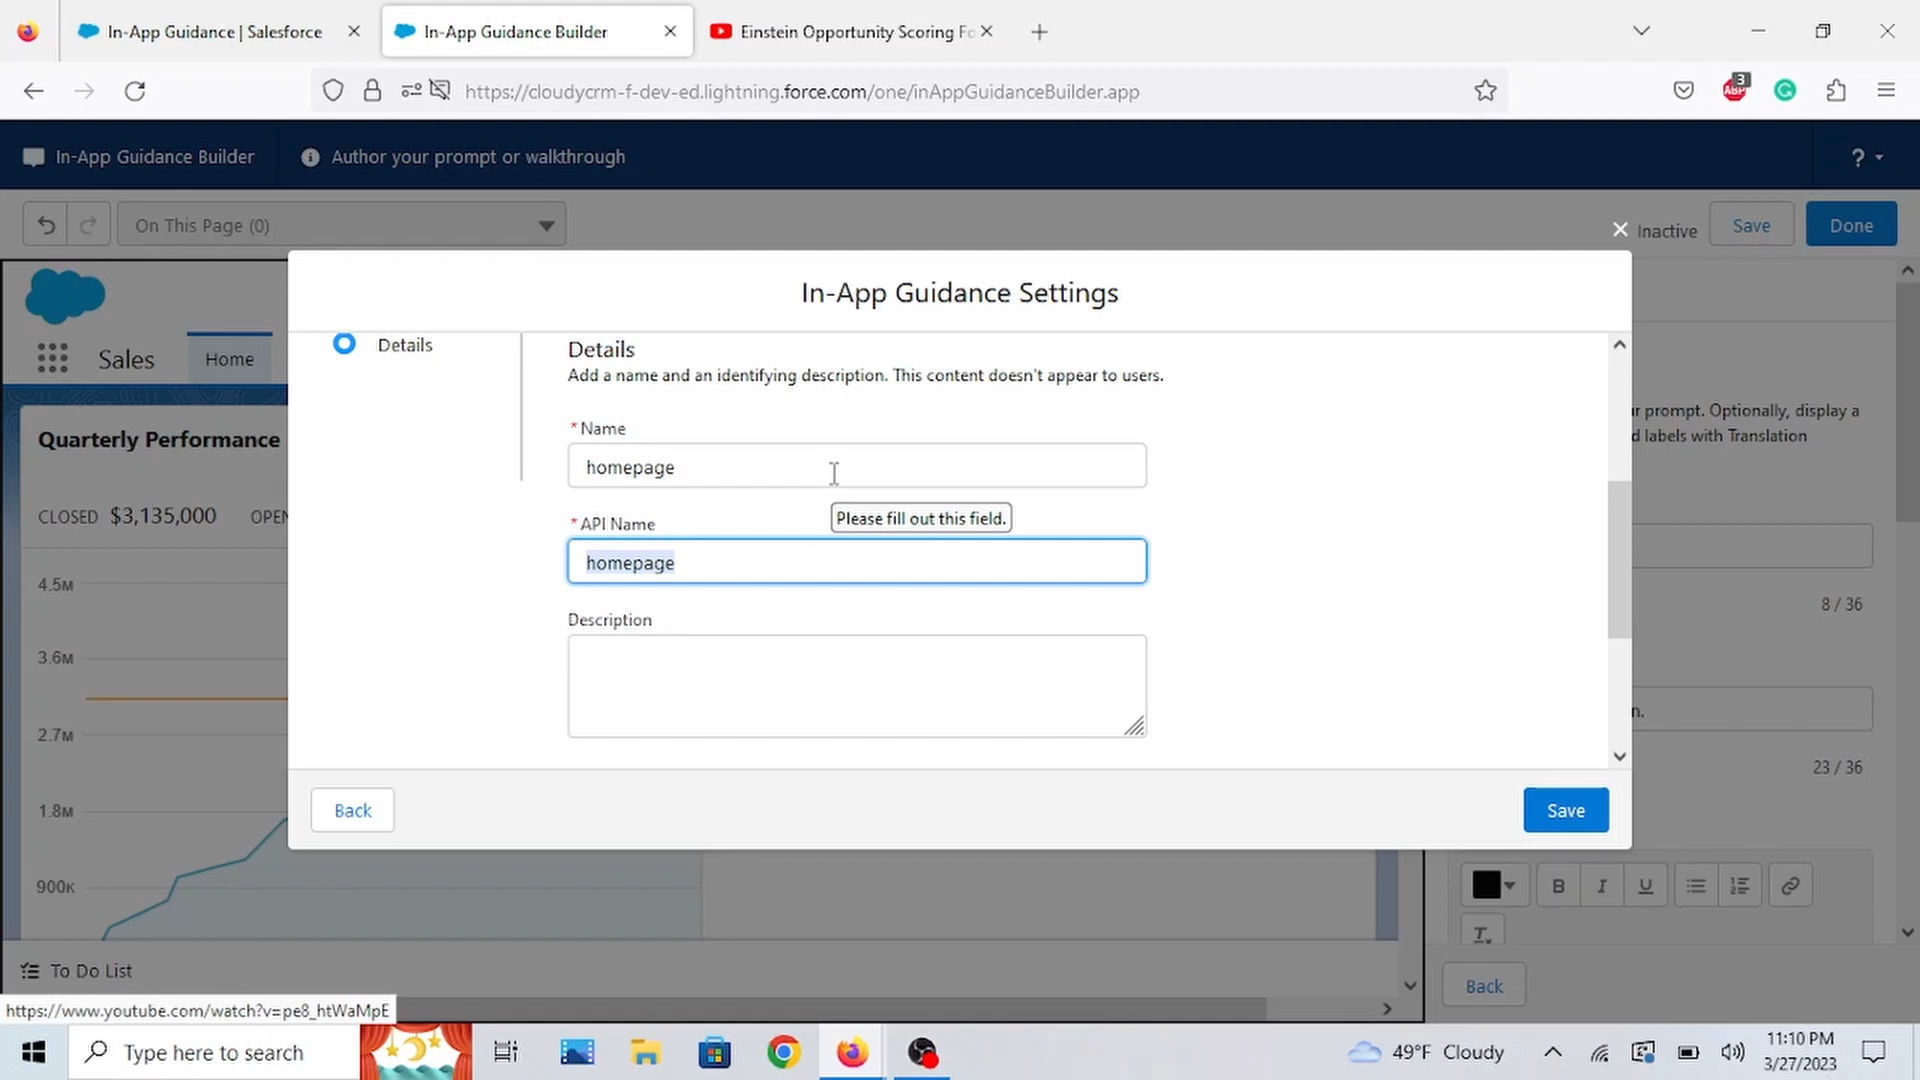 In-App Guidance | Salesforce
In-App Guidance Builder
Einstein Opportunity Scoring Fo
https://cloudycrm-f-dev-ed.lightning.force.com/one/inAppGuidanceBuilder.app
ABP
3
In-App Guidance Builder
Author your prompt or walkthrough
?
On This Page (0)
Inactive
Save
Done
In-App Guidance Settings
Sales
Home
Details
Details
Add a name and an identifying description. This content doesn't appear to users.
r prompt. Optionally, display a
d labels with Translation
Quarterly Performance
* Name
homepage
CLOSED $3,135,000 OPEN
Please fill out this field.
* API Name
homepage
4.5M
8 / 36
Description
3.6M
n.
2.7M
23 / 36
1.8M
Back
Save
900K
B I U
To Do List
Back
https://www.youtube.com/watch?v=pe8_htWaMpE
Type here to search
49°F Cloudy
11:10 PM
3/27/2023